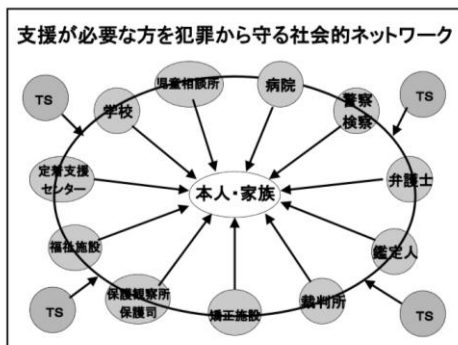 支援が必要な方を犯罪から守る社会的ネットワーク
TS
学校
児童相談所
病院
警察
検察
TS
定着支援
センター
本人・家族
弁護士
福祉施設
鑑定人
TS
保護観察所
保護司
矯正施設
裁判所
TS